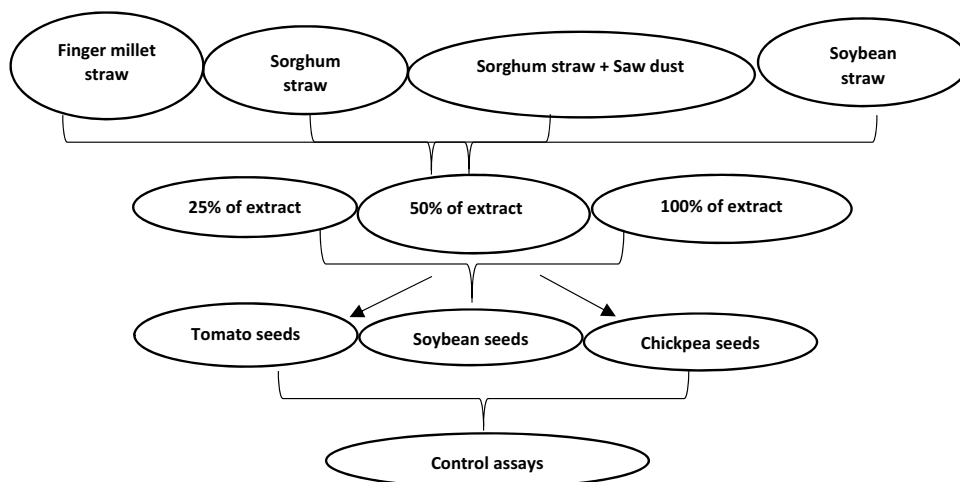 Finger millet
straw
Sorghum
straw
Sorghum straw + Saw dust
Soybean
straw
25% of extract
50% of extract
100% of extract
Tomato seeds
Soybean seeds
Chickpea seeds
Control assays